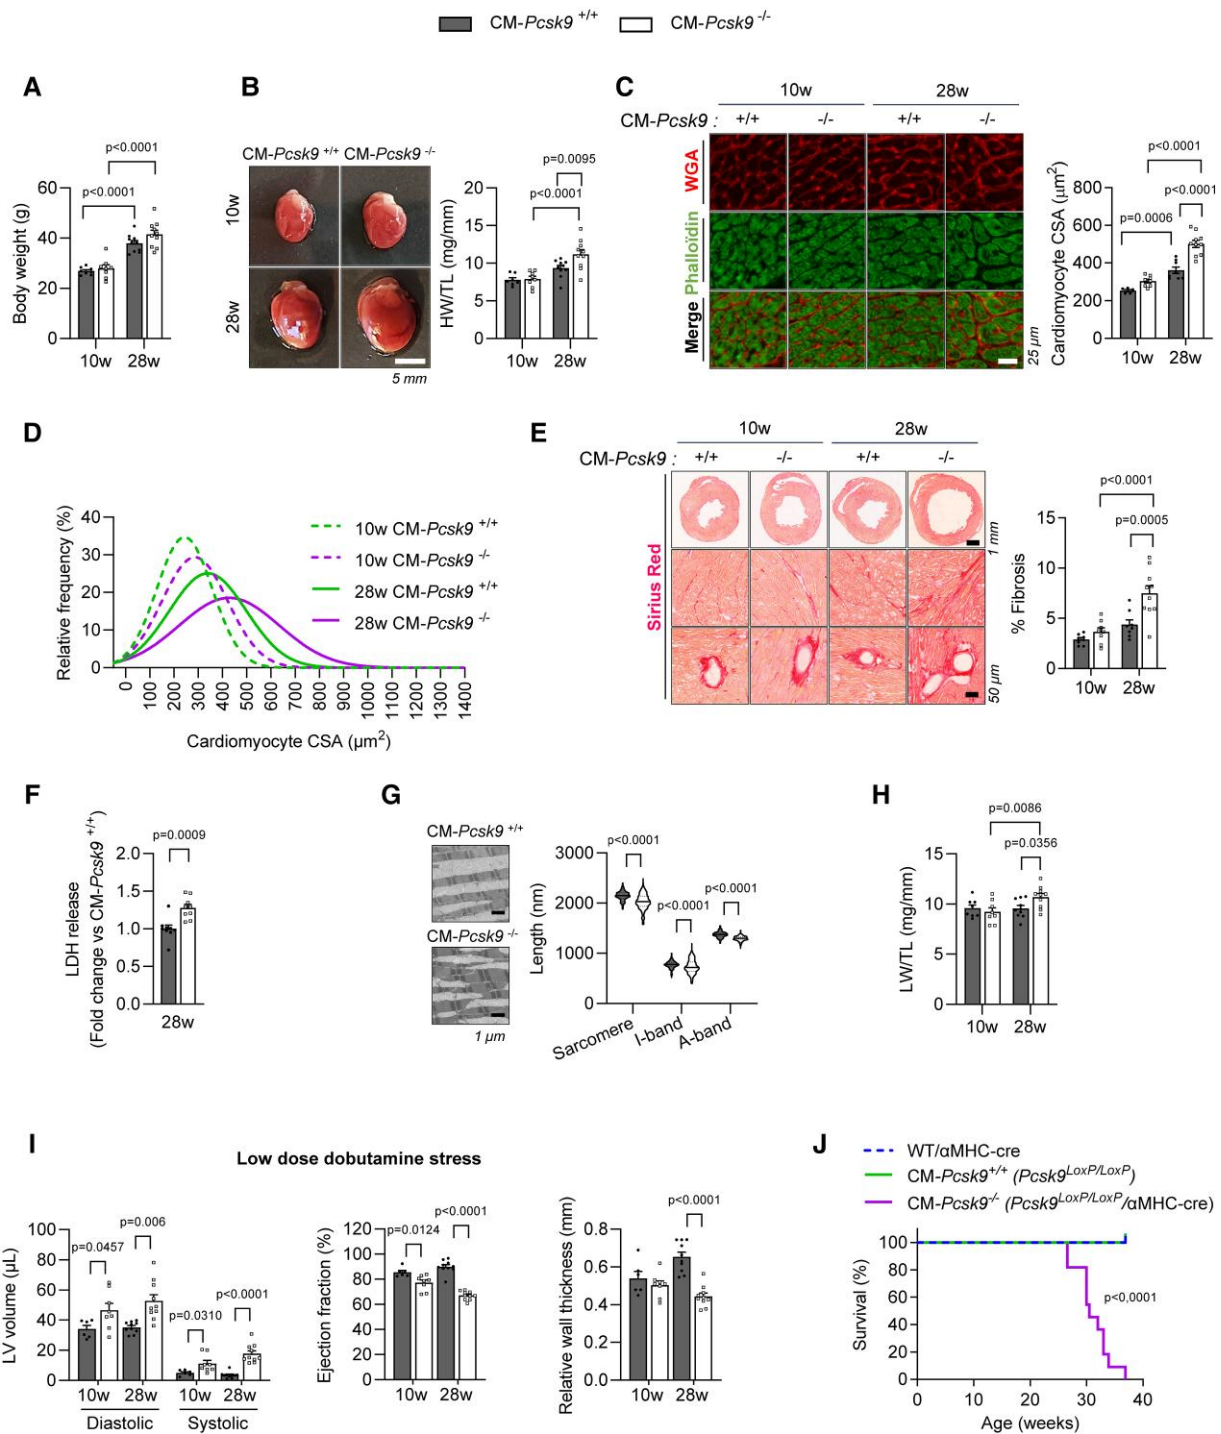 CM-Pcsk9 +/+ CM-Pcsk9 -/-
A
p<0.0001
p<0.0001
Body weight (g)
60
40
20
0
10w 28w
B
CM-Pcsk9 +/+ CM-Pcsk9 -/-
10w
28w
5 mm
p=0.0095
p<0.0001
HW/TL (mg/mm)
20
15
10
5
0
10w 28w
C
10w 28w
CM-Pcsk9 : +/+ -/- +/+ -/-
WGA
Phalloïdin
Merge
25 µm
p<0.0001
p<0.0001
p=0.0006
Cardiomyocyte CSA (µm2)
800
600
400
200
0
10w 28w
D
Relative frequency (%)
40
30
20
10
0
10w CM-Pcsk9 +/+
10w CM-Pcsk9 -/-
28w CM-Pcsk9 +/+
28w CM-Pcsk9 -/-
0 100 200 300 400 500 600 700 800 900 1000 1100 1200 1300 1400
Cardiomyocyte CSA (µm2)
E
10w 28w
CM-Pcsk9 : +/+ -/- +/+ -/-
Sirius Red
1 mm
50 µm
p<0.0001
p=0.0005
% Fibrosis
15
10
5
0
10w 28w
F
p=0.0009
LDH release
(Fold change vs CM-Pcsk9 +/+)
2.0
1.5
1.0
0.5
0.0
28w
G
CM-Pcsk9 +/+
CM-Pcsk9 -/-
1 µm
p<0.0001
p<0.0001
p<0.0001
Length (nm)
3000
2000
1000
0
Sarcomere I-band A-band
H
p=0.0086
p=0.0356
LW/TL (mg/mm)
15
10
5
0
10w 28w
I
Low dose dobutamine stress
p=0.006
p=0.0457
p=0.0310
p<0.0001
LV volume (µL)
100
80
60
40
20
0
10w 28w 10w 28w
Diastolic Systolic
p<0.0001
p=0.0124
Ejection fraction (%)
120
100
80
60
40
20
0
10w 28w
p<0.0001
Relative wall thickness (mm)
0.8
0.6
0.4
0.2
0.0
10w 28w
J
WT/αMHC-cre
CM-Pcsk9+/+ (Pcsk9LoxP/LoxP)
CM-Pcsk9-/- (Pcsk9LoxP/LoxP/αMHC-cre)
p<,0001
Survival (%)
100
80
60
40
20
0
0 10 20 30 40
Age (weeks)